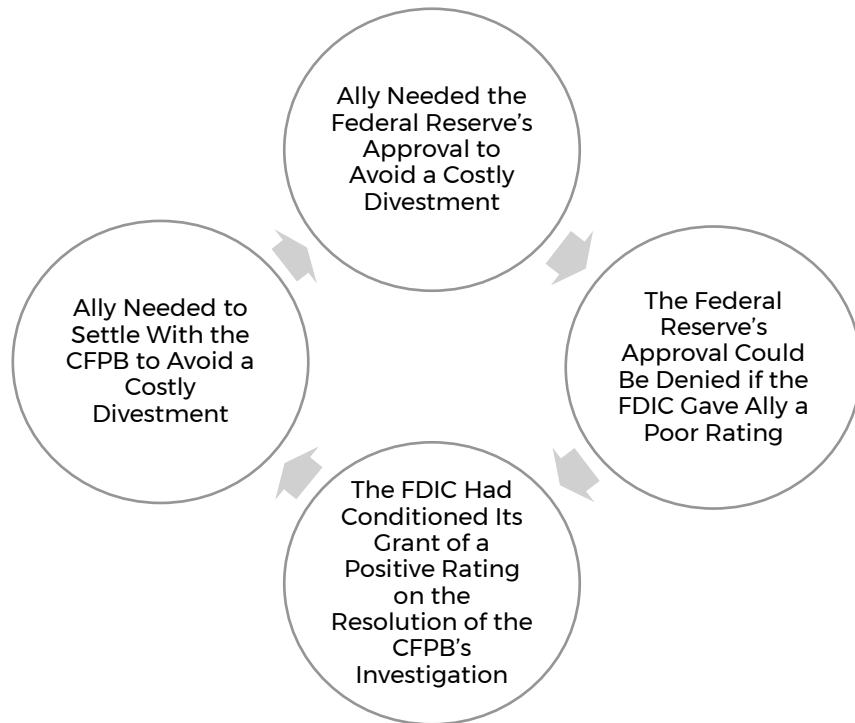 Ally Needed the
Federal Reserve’s
Approval to
Avoid a Costly
Divestment
The Federal
Reserve’s
Approval Could
Be Denied if the
FDIC Gave Ally a
Poor Rating
The FDIC Had
Conditioned Its
Grant of a
Positive Rating
on the
Resolution of the
CFPB’s
Investigation
Ally Needed to
Settle With the
CFPB to Avoid a
Costly
Divestment